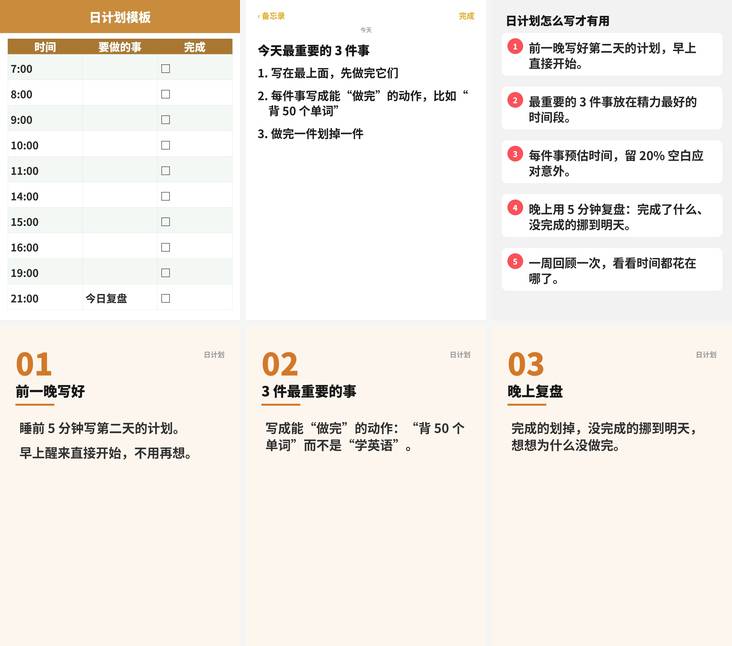 日计划模板
时间 要做的事 完成
7:00 ☐
8:00 ☐
9:00 ☐
10:00 ☐
11:00 ☐
14:00 ☐
15:00 ☐
16:00 ☐
19:00 ☐
21:00 今日复盘 ☐
‹ 备忘录 完成
今天
今天最重要的 3 件事
1. 写在最上面，先做完它们
2. 每件事写成能“做完”的动作，比如“
背 50 个单词”
3. 做完一件划掉一件
日计划怎么写才有用
1 前一晚写好第二天的计划，早上
直接开始。
2 最重要的 3 件事放在精力最好的
时间段。
3 每件事预估时间，留 20% 空白应
对意外。
4 晚上用 5 分钟复盘：完成了什么、
没完成的挪到明天。
5 一周回顾一次，看看时间都花在
哪了。
01
日计划
前一晚写好
睡前 5 分钟写第二天的计划。
早上醒来直接开始，不用再想。
02
日计划
3 件最重要的事
写成能“做完”的动作：“背 50 个
单词”而不是“学英语”。
03
日计划
晚上复盘
完成的划掉，没完成的挪到明天，
想想为什么没做完。